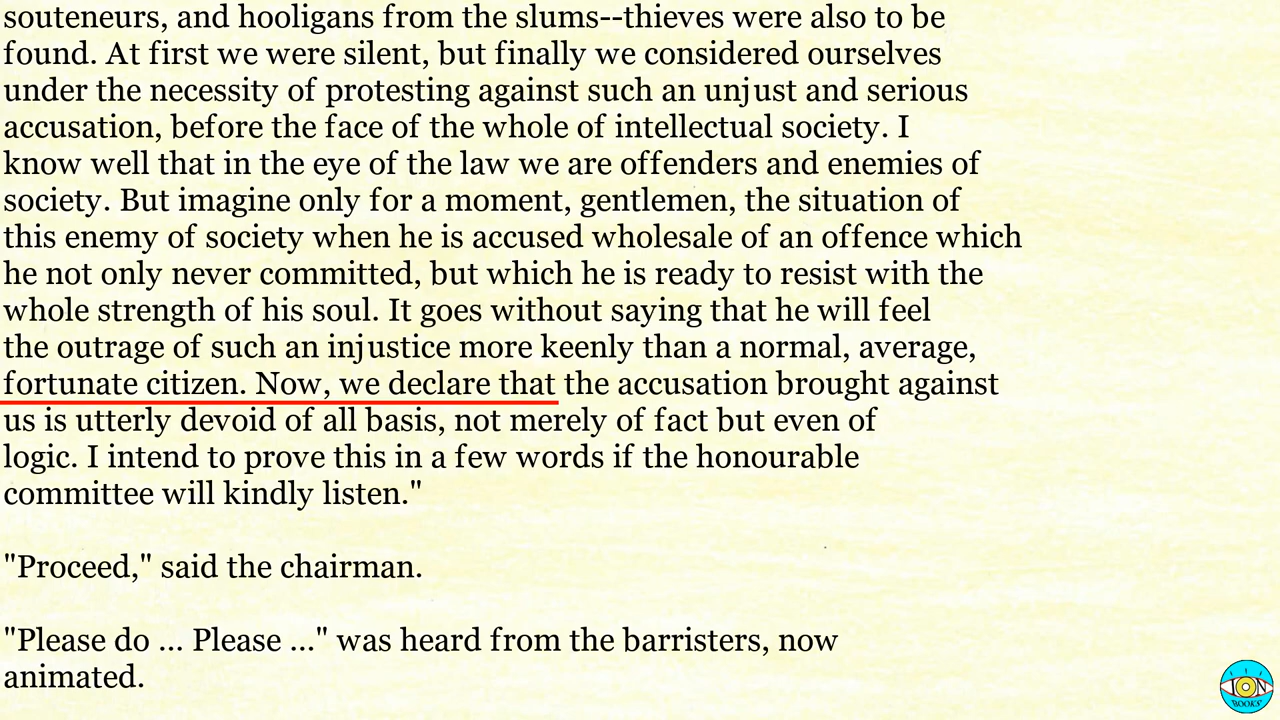 souteneurs, and hooligans from the slums--thieves were also to be
found. At first we were silent, but finally we considered ourselves
under the necessity of protesting against such an unjust and serious
accusation, before the face of the whole of intellectual society. I
know well that in the eye of the law we are offenders and enemies of
society. But imagine only for a moment, gentlemen, the situation of
this enemy of society when he is accused wholesale of an offence which
he not only never committed, but which he is ready to resist with the
whole strength of his soul. It goes without saying that he will feel
the outrage of such an injustice more keenly than a normal, average,
fortunate citizen. Now, we declare that the accusation brought against
us is utterly devoid of all basis, not merely of fact but even of
logic. I intend to prove this in a few words if the honourable
committee will kindly listen."
"Proceed," said the chairman.
"Please do ... Please ..." was heard from the barristers, now
animated.
ION
BOOKS